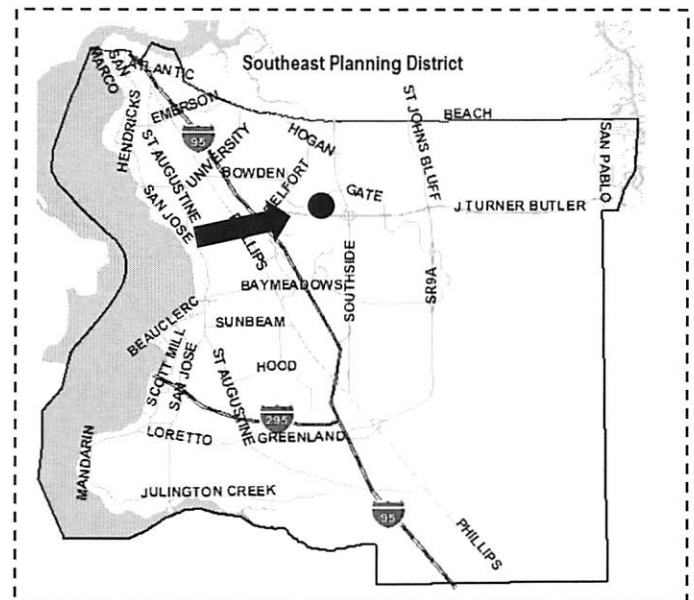 Southeast Planning District
SAN
MARCO
ATLANTIC
HENDRICKS
EMERSON
ST AUGUSTINE
95
UNIVERSITY
HOGAN
ST JOHNS BLUFF
BEACH
SAN PABLO
BOWDEN
GATE
SAN JOSE
J TURNER BUTLER
BAYMEADOWS
SOUTHSIDE
SR9A
BEAUCLERC
SUNBEAM
SCOTT MILL
SAN JOSE
ST AUGUSTINE
HOOD
295
LORETTO
GREENLAND
MANDARIN
JULINGTON CREEK
95
PHILLIPS